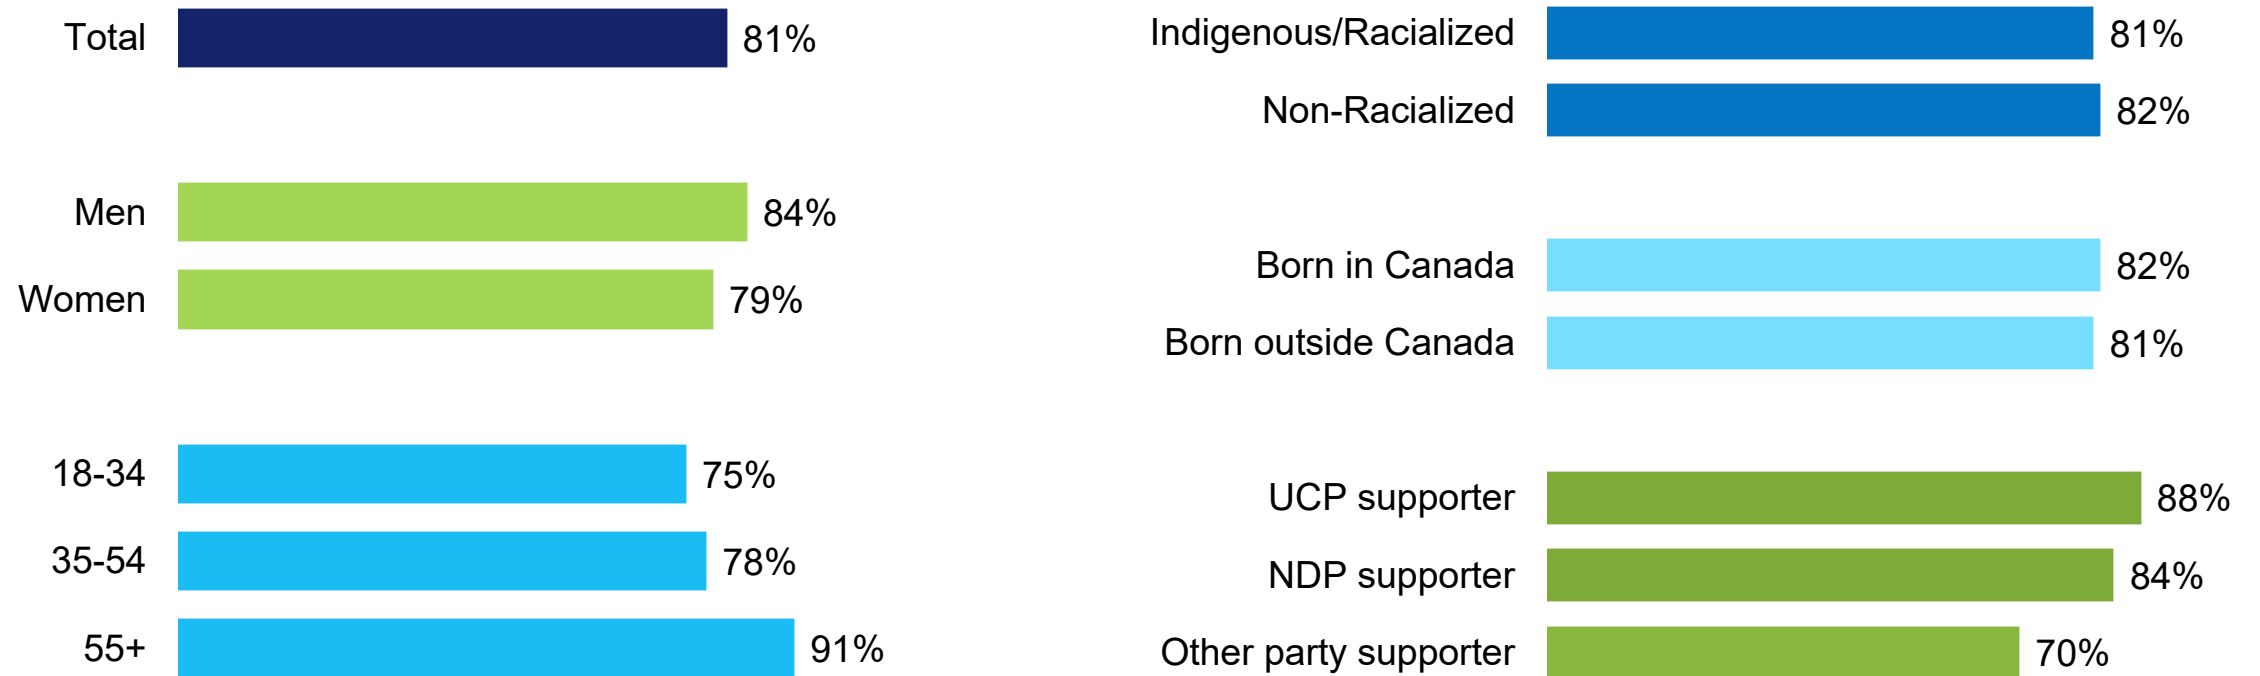 Total 81%
Men 84%
Women 79%
18-34 75%
35-54 78%
55+ 91%
Indigenous/Racialized 81%
Non-Racialized 82%
Born in Canada 82%
Born outside Canada 81%
UCP supporter 88%
NDP supporter 84%
Other party supporter 70%